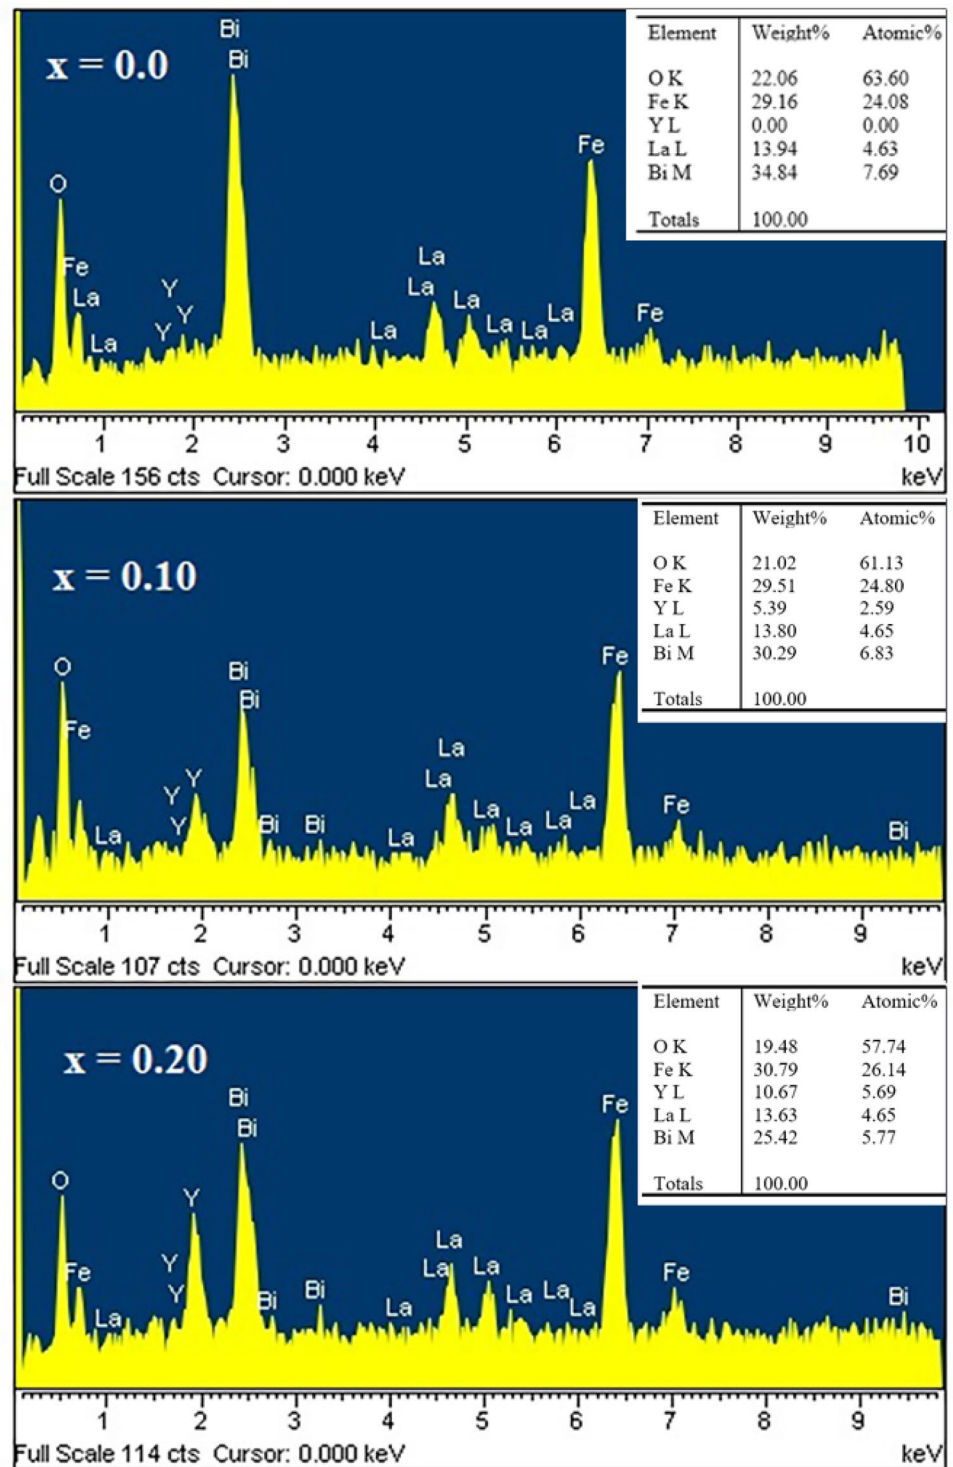 x = 0.0
Bi
Bi
O
Fe
La
La
Y
Y
Y
La
La
La
La
La
La
La
Fe
Fe
Element Weight% Atomic%
O K 22.06 63.60
Fe K 29.16 24.08
Y L 0.00 0.00
La L 13.94 4.63
Bi M 34.84 7.69
Totals 100.00
1 2 3 4 5 6 7 8 9 10
Full Scale 156 cts Cursor: 0.000 keV keV
x = 0.10
O
Fe
La
Y
Y
Y
Bi
Bi
Bi
Bi
La
La
La
La
La
La
La
Fe
Fe
Bi
Element Weight% Atomic%
O K 21.02 61.13
Fe K 29.51 24.80
Y L 5.39 2.59
La L 13.80 4.65
Bi M 30.29 6.83
Totals 100.00
1 2 3 4 5 6 7 8 9
Full Scale 107 cts Cursor: 0.000 keV keV
x = 0.20
O
Fe
La
Y
Y
Y
Bi
Bi
Bi
Bi
La
La
La
La
La
La
La
Fe
Fe
Bi
Element Weight% Atomic%
O K 19.48 57.74
Fe K 30.79 26.14
Y L 10.67 5.69
La L 13.63 4.65
Bi M 25.42 5.77
Totals 100.00
1 2 3 4 5 6 7 8 9
Full Scale 114 cts Cursor: 0.000 keV keV